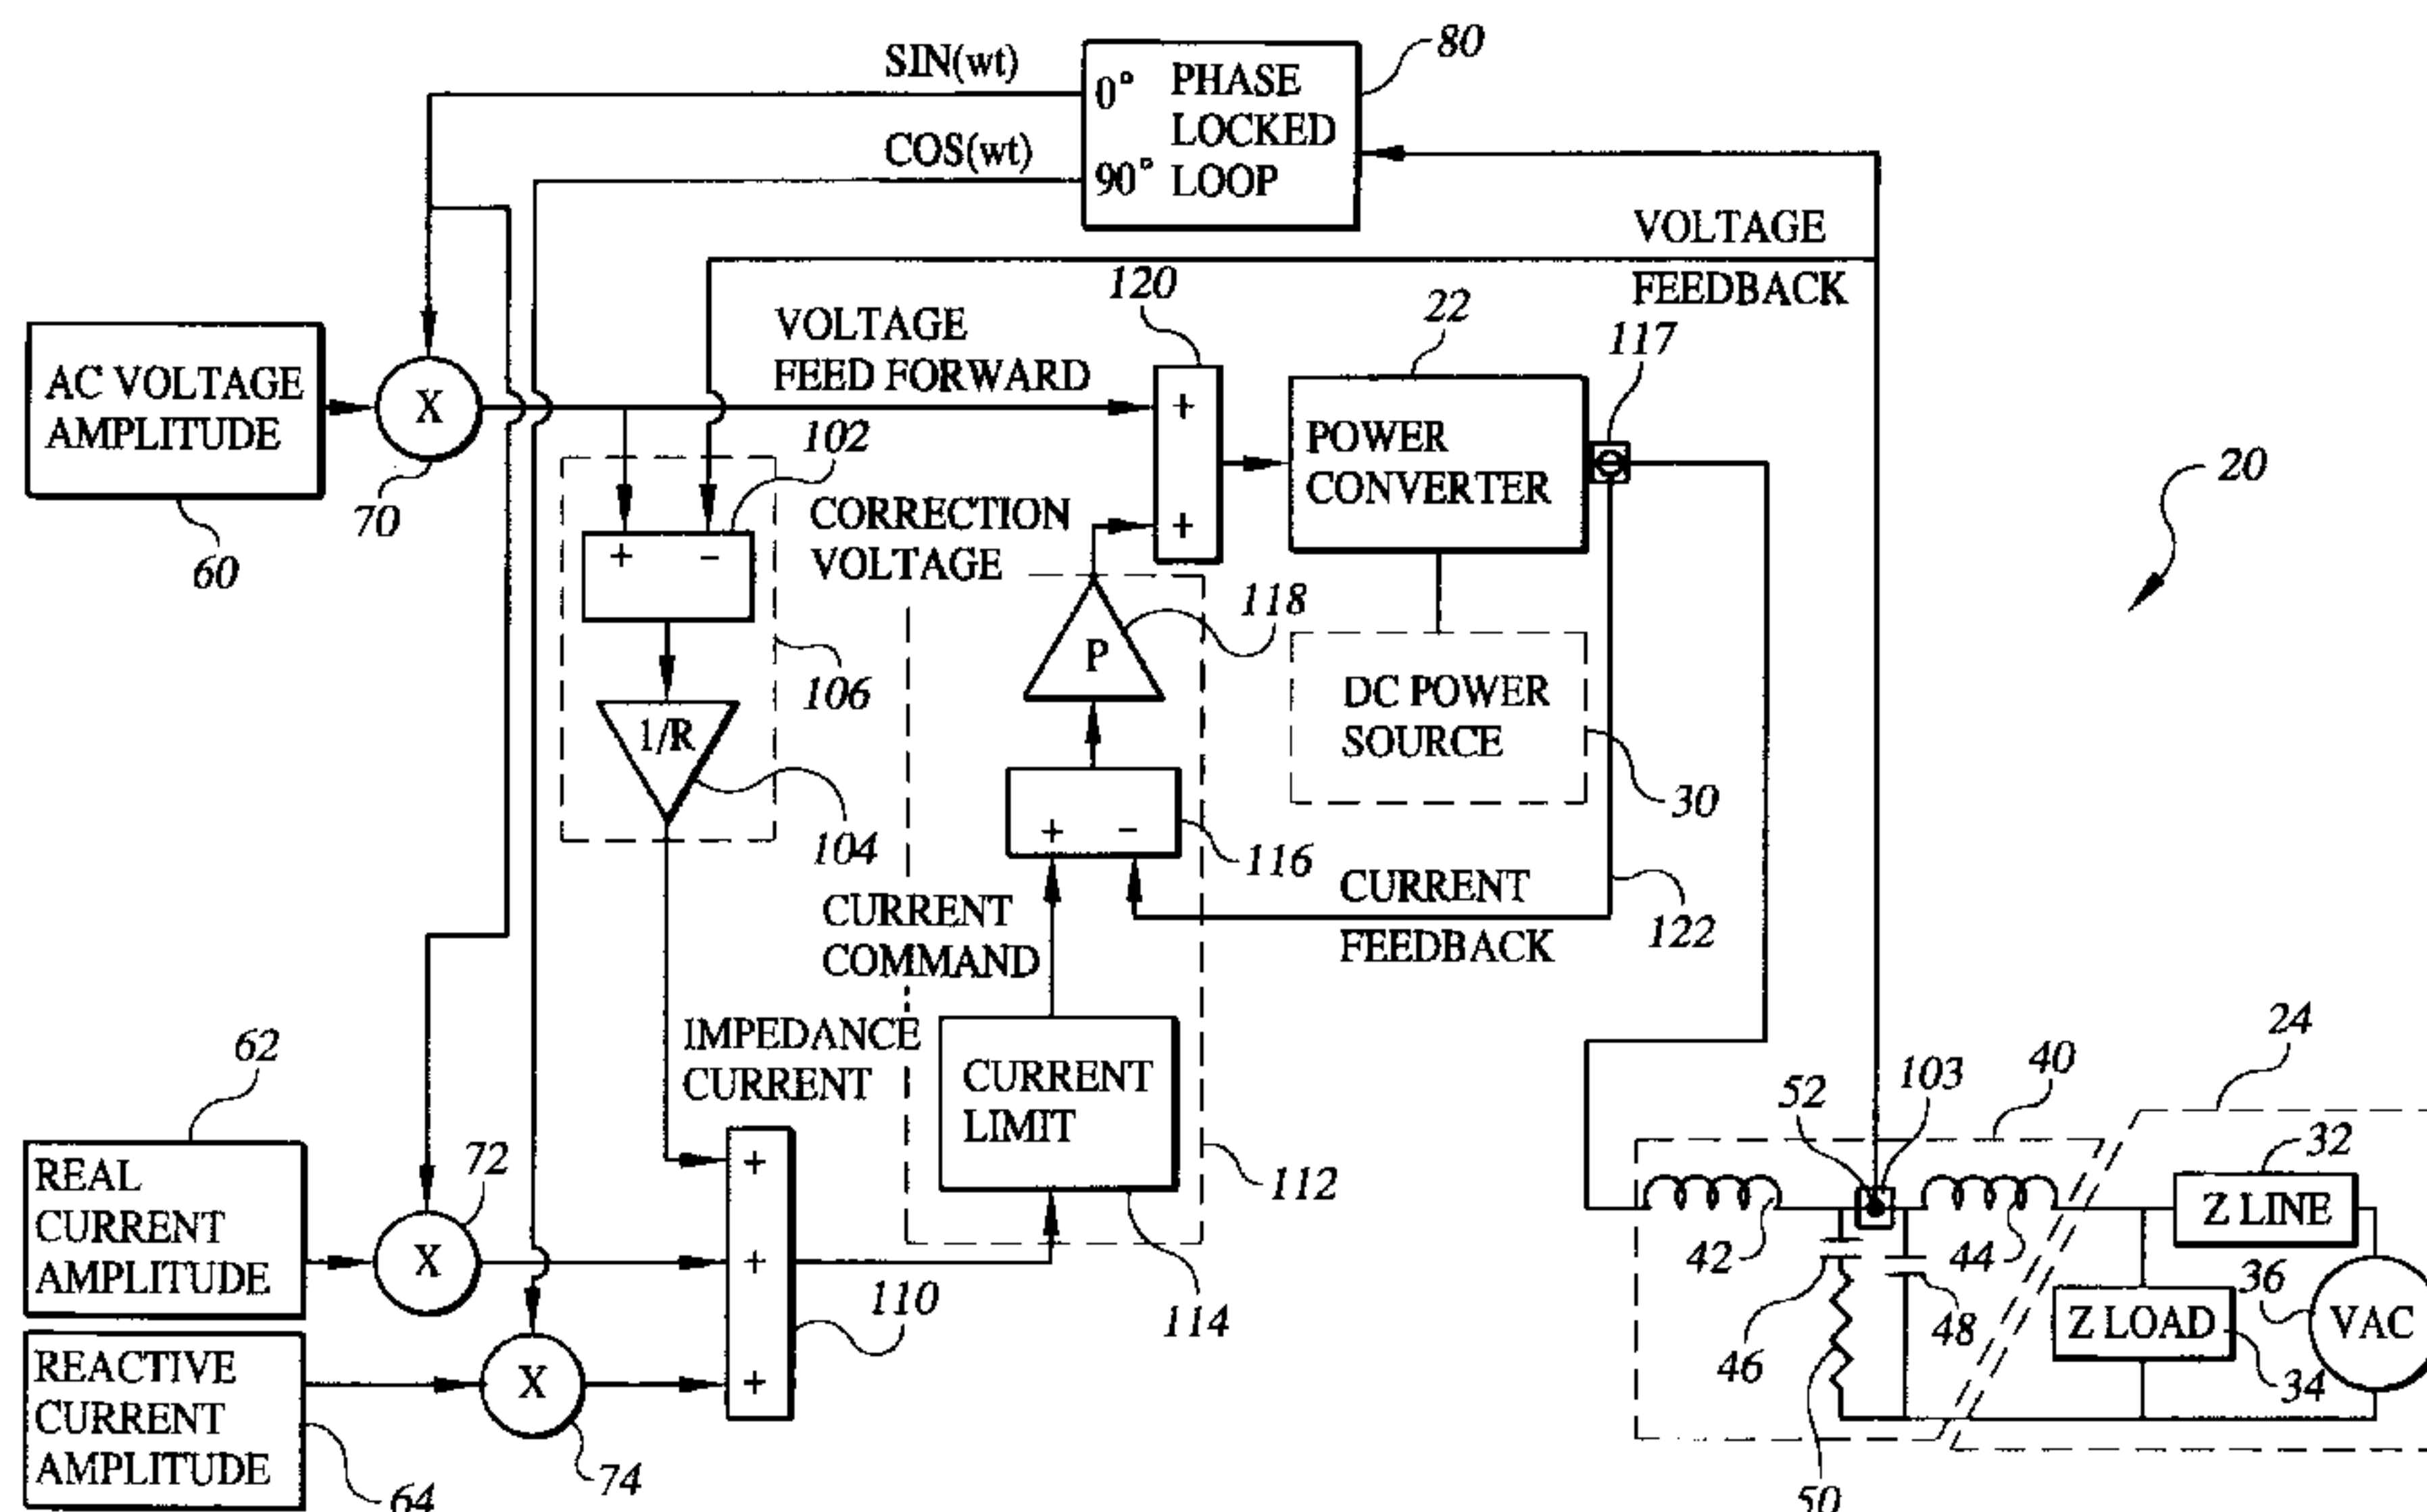 SIN(wt)
COS(wt)
0° PHASE
LOCKED
90° LOOP
80
VOLTAGE
FEEDBACK
120
22
117
AC VOLTAGE
AMPLITUDE
60
X
70
VOLTAGE
FEED FORWARD
102
+
+
POWER
CONVERTER
20
CORRECTION
VOLTAGE
+ -
106
1/R
104
118
P
DC POWER
SOURCE
30
+ -
116
CURRENT
FEEDBACK
122
CURRENT
COMMAND
IMPEDANCE
CURRENT
CURRENT
LIMIT
112
114
62
REAL
CURRENT
AMPLITUDE
72
X
+
+
+
110
REACTIVE
CURRENT
AMPLITUDE
64
X
74
24
40
52
103
32
Z LINE
42
44
36
VAC
46
48
Z LOAD
34
50